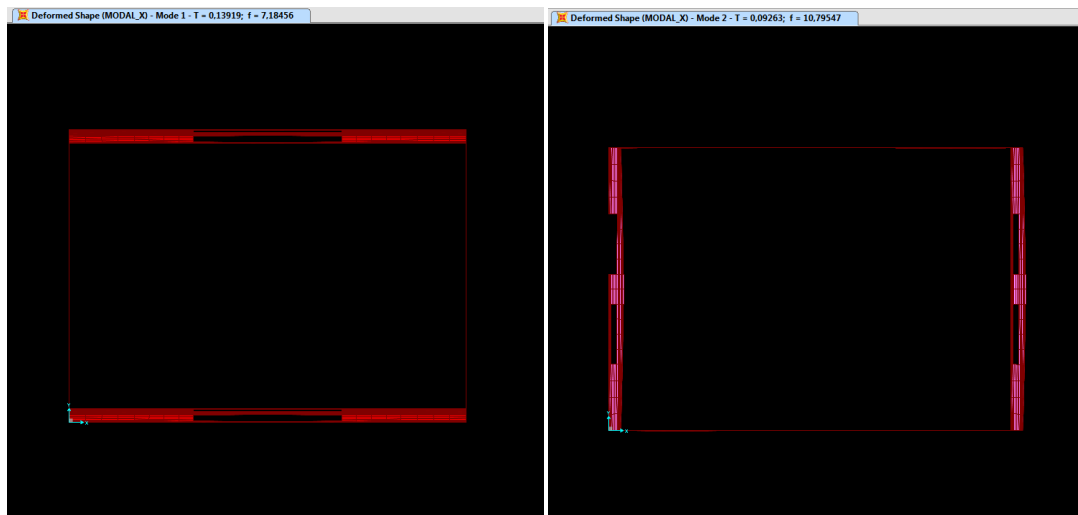 Deformed Shape (MODAL_X) - Mode 1 - T = 0,13919; f = 7,18456
Deformed Shape (MODAL_X) - Mode 2 - T = 0,09263; f = 10,79547
Y
X
Y
X